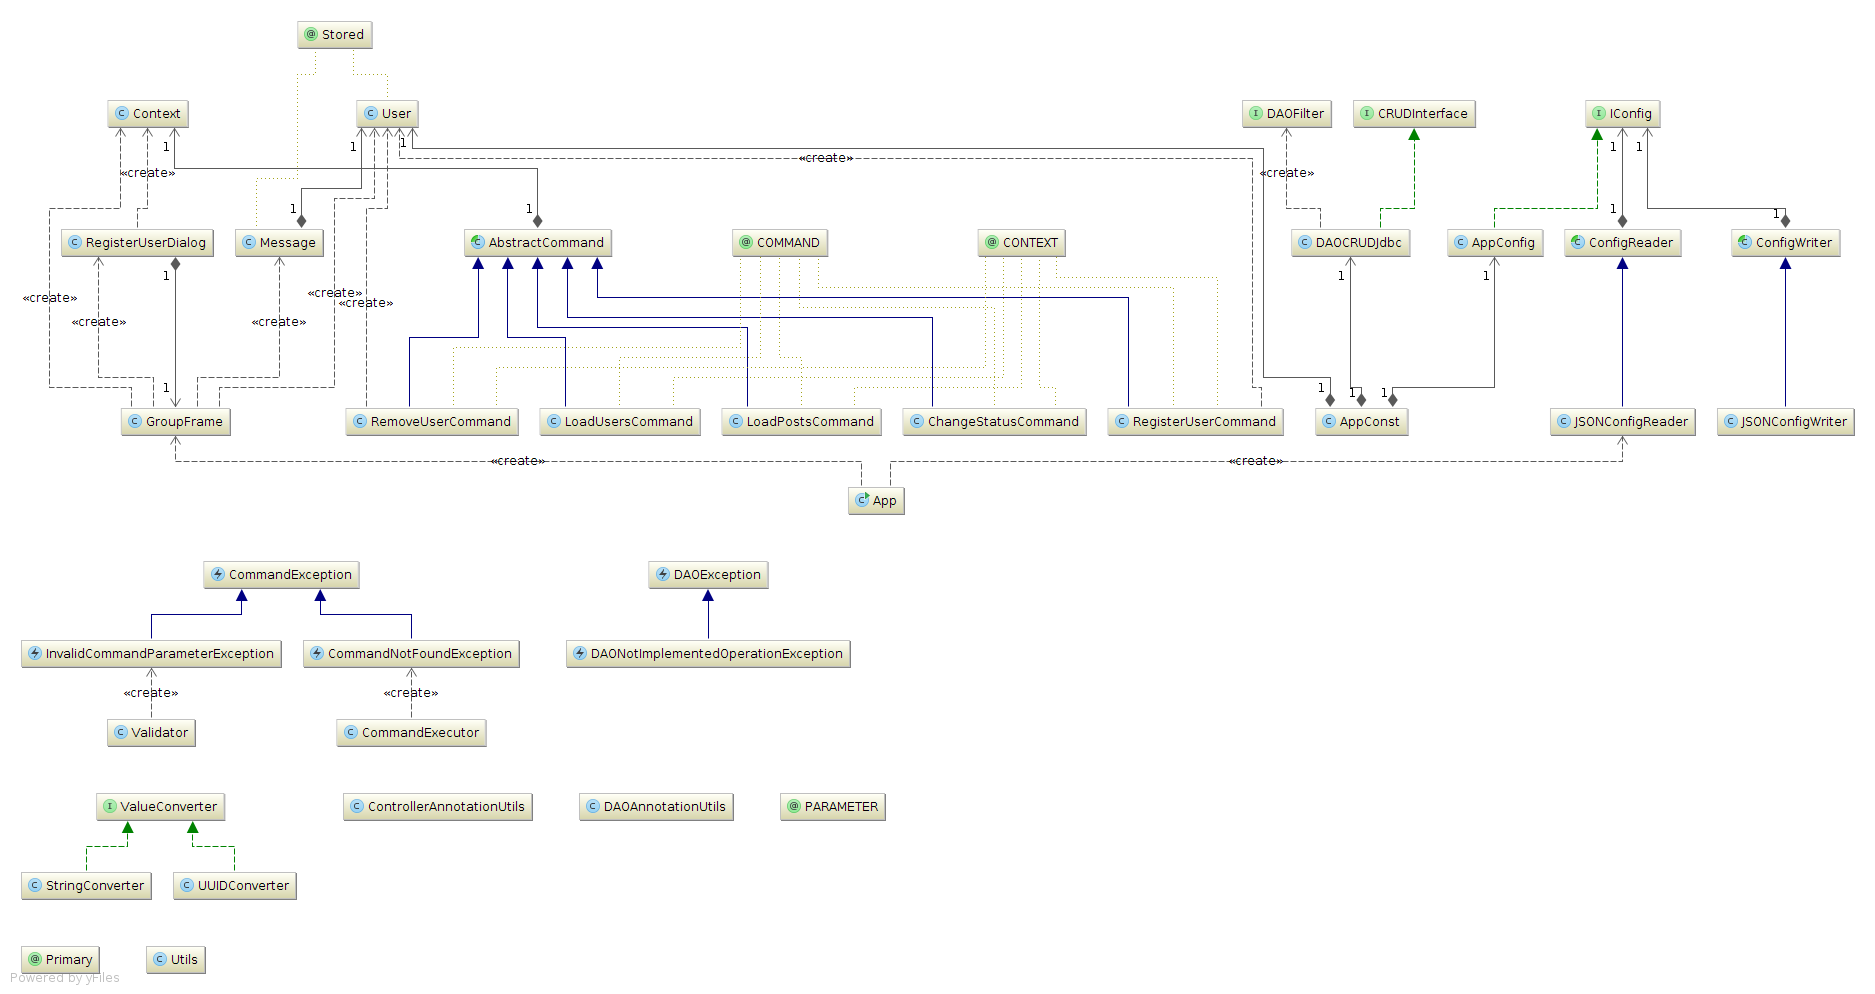 @ Stored
C Context
C User
I DAOFilter
I CRUDInterface
I IConfig
1
1
1
1
1
«create»
«create»
«create»
1
1
1
1
C RegisterUserDialog
C Message
C AbstractCommand
@ COMMAND
@ CONTEXT
C DAOCRUDJdbc
C AppConfig
C ConfigReader
C ConfigWriter
1
1
1
«create»
«create»
«create»
«create»
«create»
1
1
1
1
C GroupFrame
C RemoveUserCommand
C LoadUsersCommand
C LoadPostsCommand
C ChangeStatusCommand
C RegisterUserCommand
C AppConst
C JSONConfigReader
C JSONConfigWriter
«create»
«create»
C App
CommandException
DAOException
InvalidCommandParameterException
CommandNotFoundException
DAONotImplementedOperationException
«create»
«create»
C Validator
C CommandExecutor
I ValueConverter
C ControllerAnnotationUtils
C DAOAnnotationUtils
@ PARAMETER
C StringConverter
C UUIDConverter
@ Primary
C Utils
Powered by yFiles